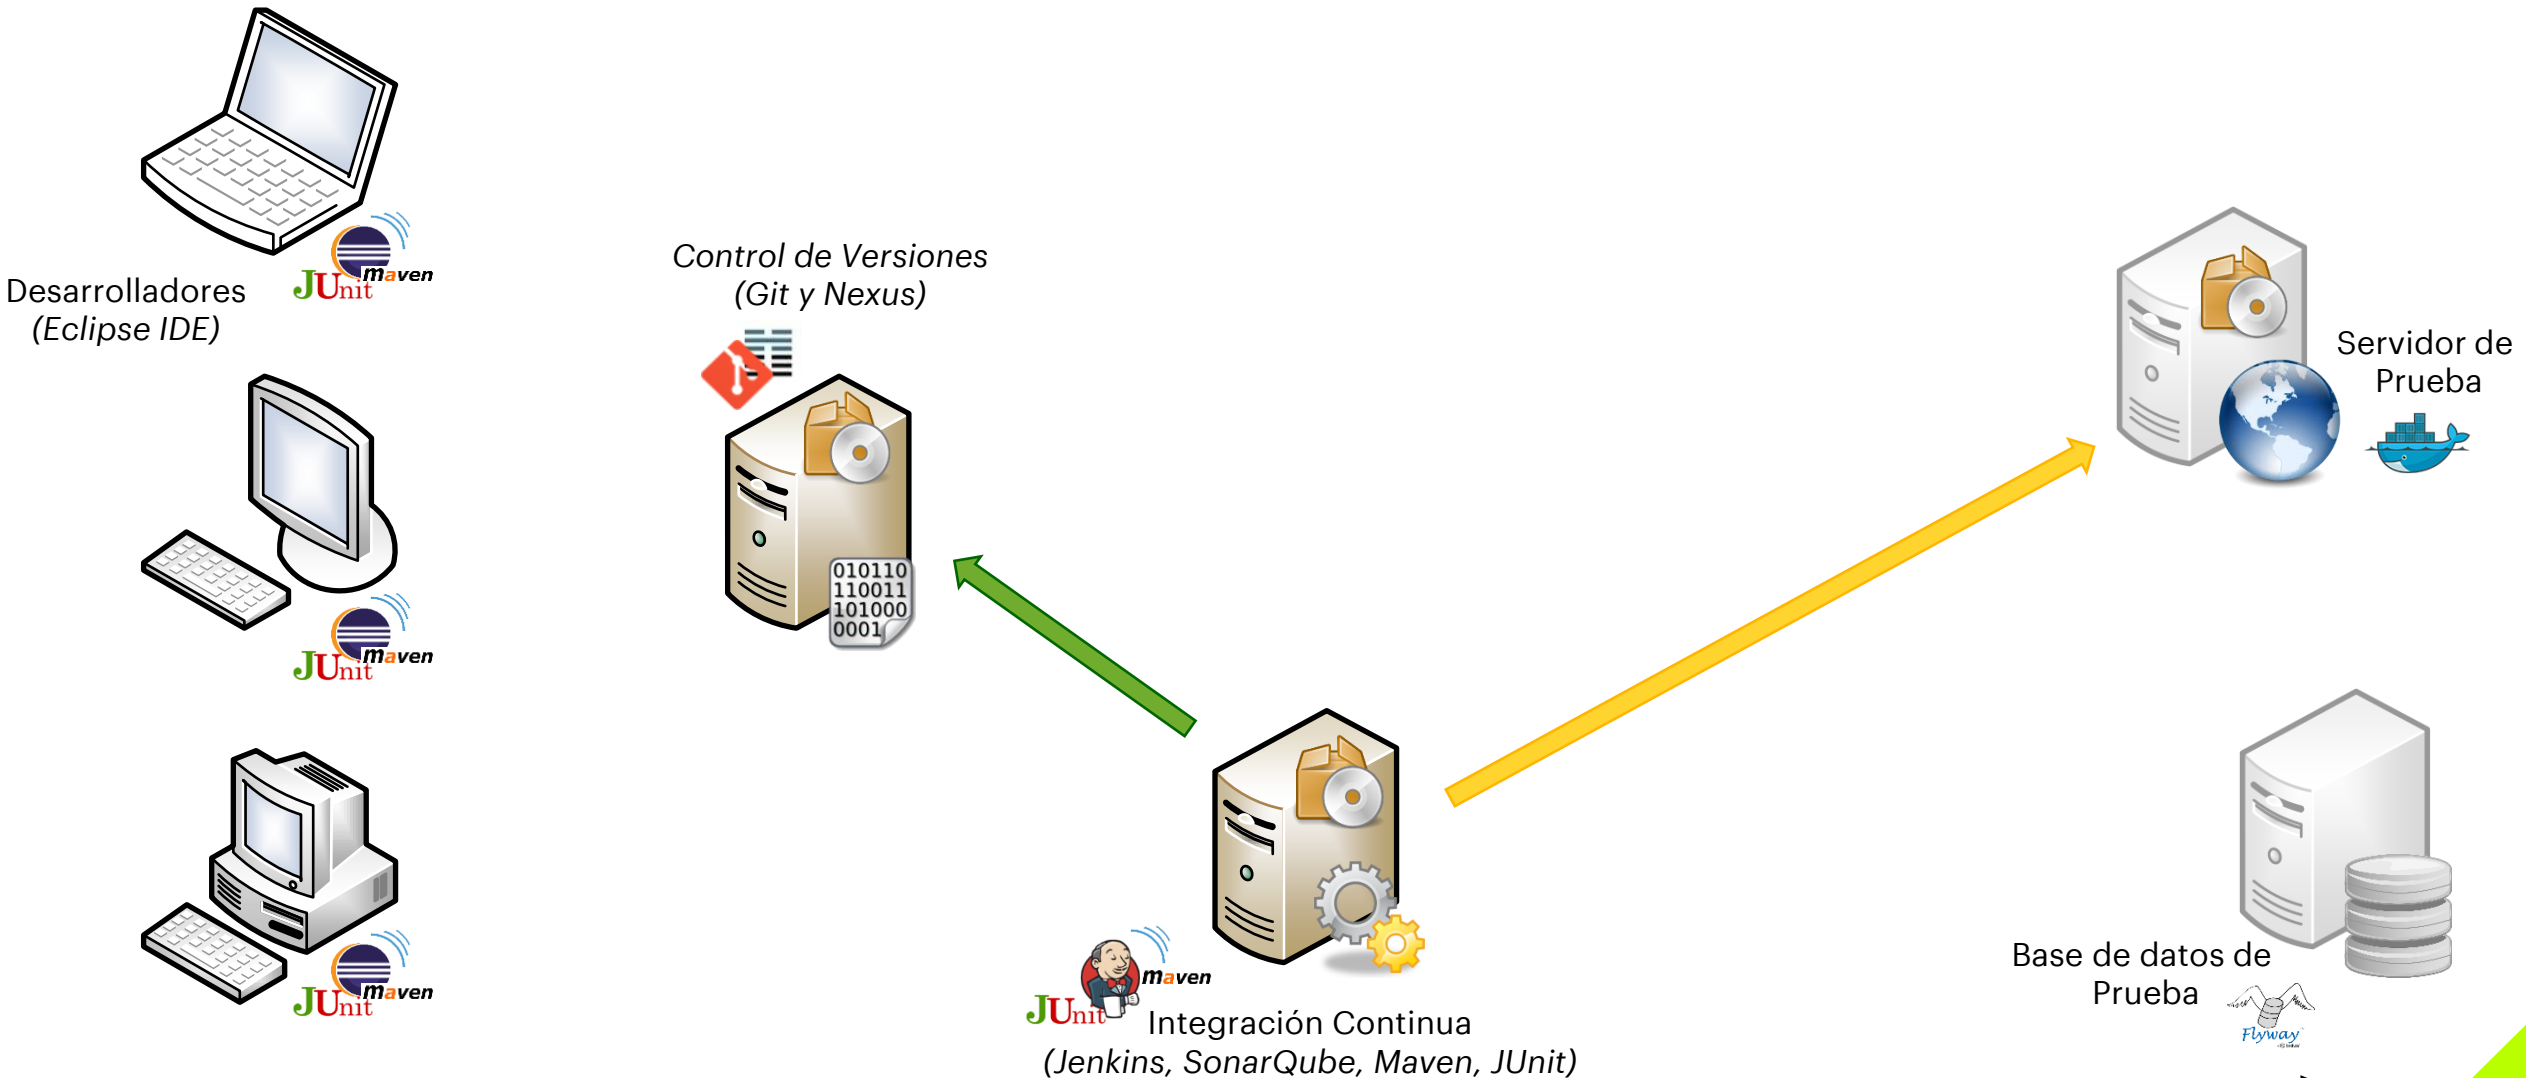 JUnit
maven
Desarrolladores
(Eclipse IDE)
Control de Versiones
(Git y Nexus)
Servidor de
Prueba
010110
110011
101000
0001
JUnit
maven
JUnit
maven
JUnit
maven
Integración Continua
(Jenkins, SonarQube, Maven, JUnit)
Base de datos de
Prueba
Flyway